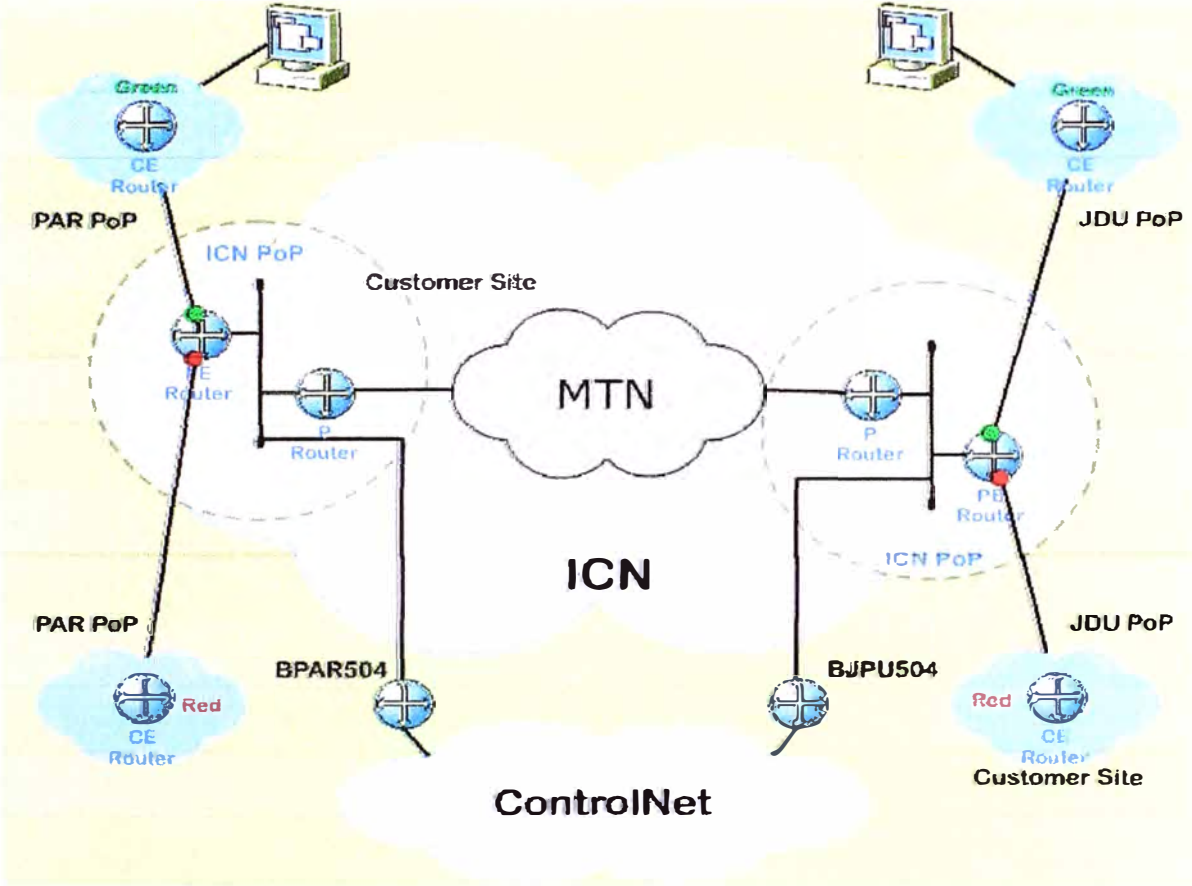 Green
CE
Router
PAR PoP
Green
CE
Router
JDU PoP
ICN PoP
Customer Site
PE
Router
P
Router
MTN
P
Router
PE
Router
ICN PoP
ICN
PAR PoP
Red
CE
Router
BPAR504
BJPU504
JDU PoP
Red
CE
Router
Customer Site
ControlNet